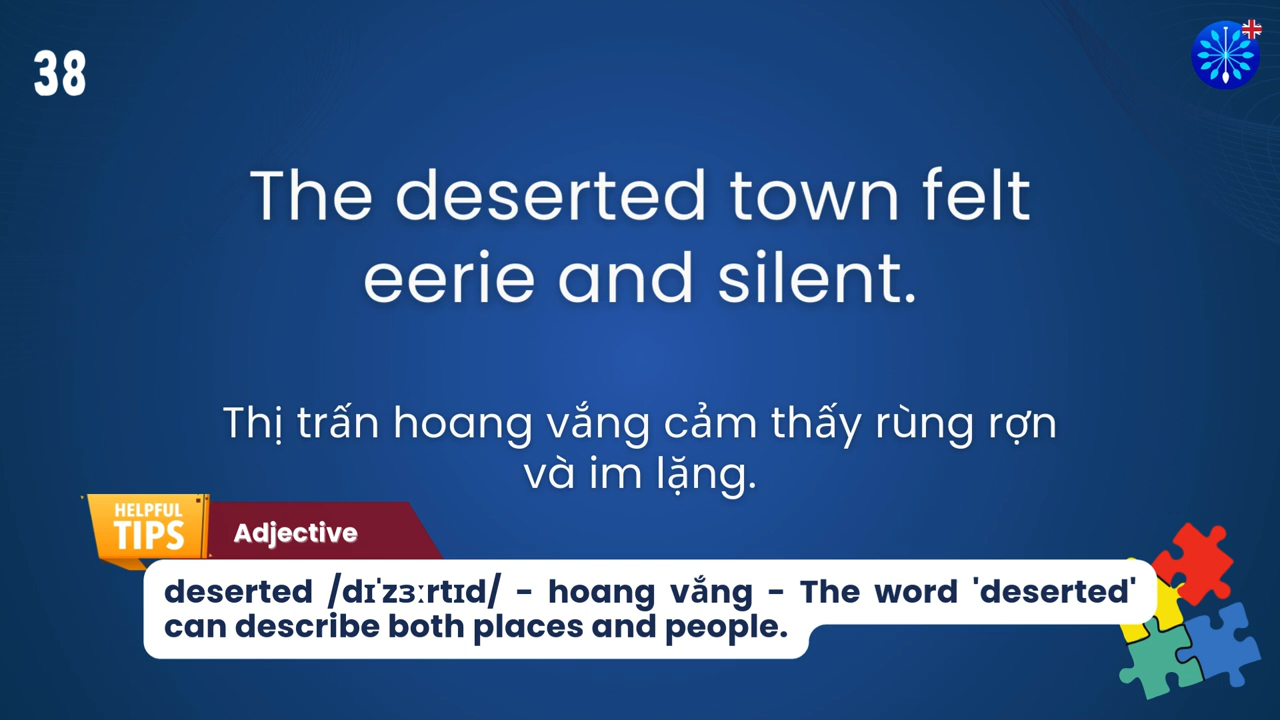 38
The deserted town felt
eerie and silent.
Thị trấn hoang vắng cảm thấy rùng rợn
và im lặng.
HELPFUL
TIPS
Adjective
deserted /dɪˈzɜːrtɪd/ - hoang vắng - The word 'deserted'
can describe both places and people.